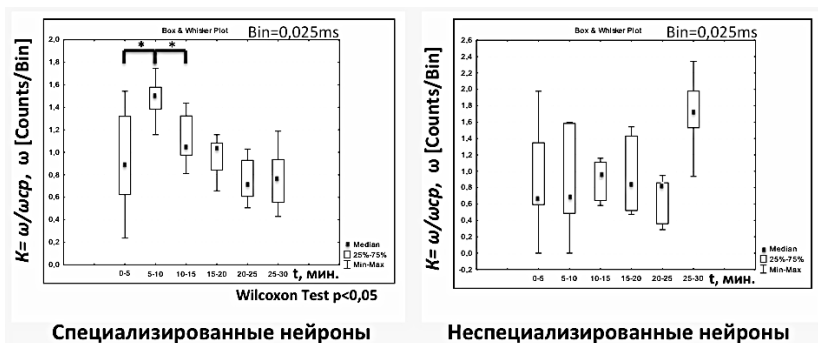 Box & Whisker Plot
Bin=0,025ms
K= ω/ωcp, ω [Counts/Bin]
2,0
1,8
1,6
1,4
1,2
1,0
0,8
0,6
0,4
0,2
0,0
* *
0-5 5-10 10-15 15-20 20-25 25-30 t, мин.
Median
25%-75%
Min-Max
Wilcoxon Test p<0,05
Специализированные нейроны
Box & Whisker Plot
Bin=0,025ms
K= ω/ωcp, ω [Counts/Bin]
2,6
2,4
2,2
2,0
1,8
1,6
1,4
1,2
1,0
0,8
0,6
0,4
0,2
0,0
-0,2
0-5 5-10 10-15 15-20 20-25 25-30 t, мин.
Median
25%-75%
Min-Max
Неспециализированные нейроны